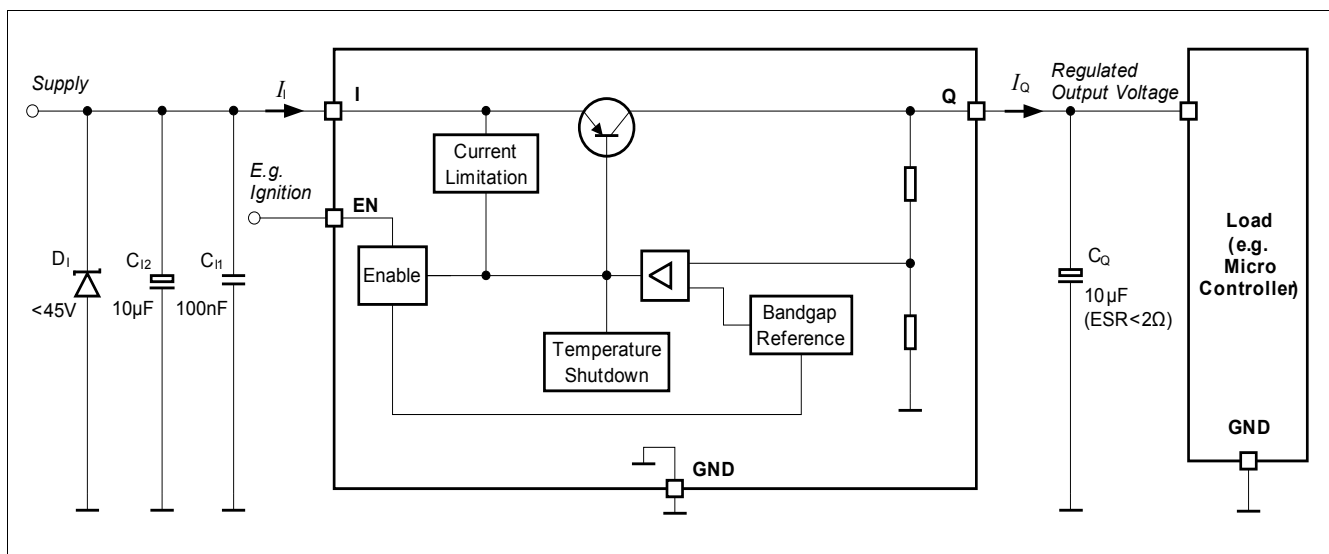 Supply
I_I
I
Q
I_Q
Regulated
Output Voltage
E.g.
Ignition
EN
Current
Limitation
D_I
<45V
C_I2
10µF
C_I1
100nF
Enable
Temperature
Shutdown
Bandgap
Reference
C_Q
10µF
(ESR<2Ω)
Load
(e.g.
Micro
Controller)
GND
GND